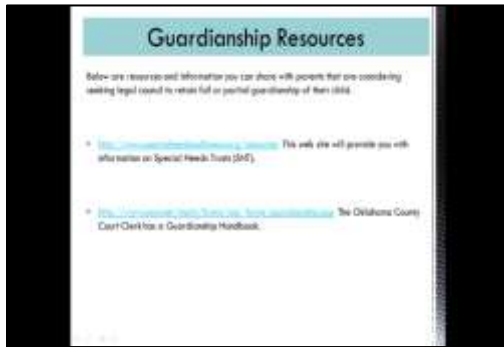 Guardianship Resources
Below are resources and information you can share with parents that are considering
seeking legal council to retain full or partial guardianship of their child.
This web site will provide you with
information on Special Needs Trusts (SNT).
The Oklahoma County
Court Clerk has a Guardianship Handbook.